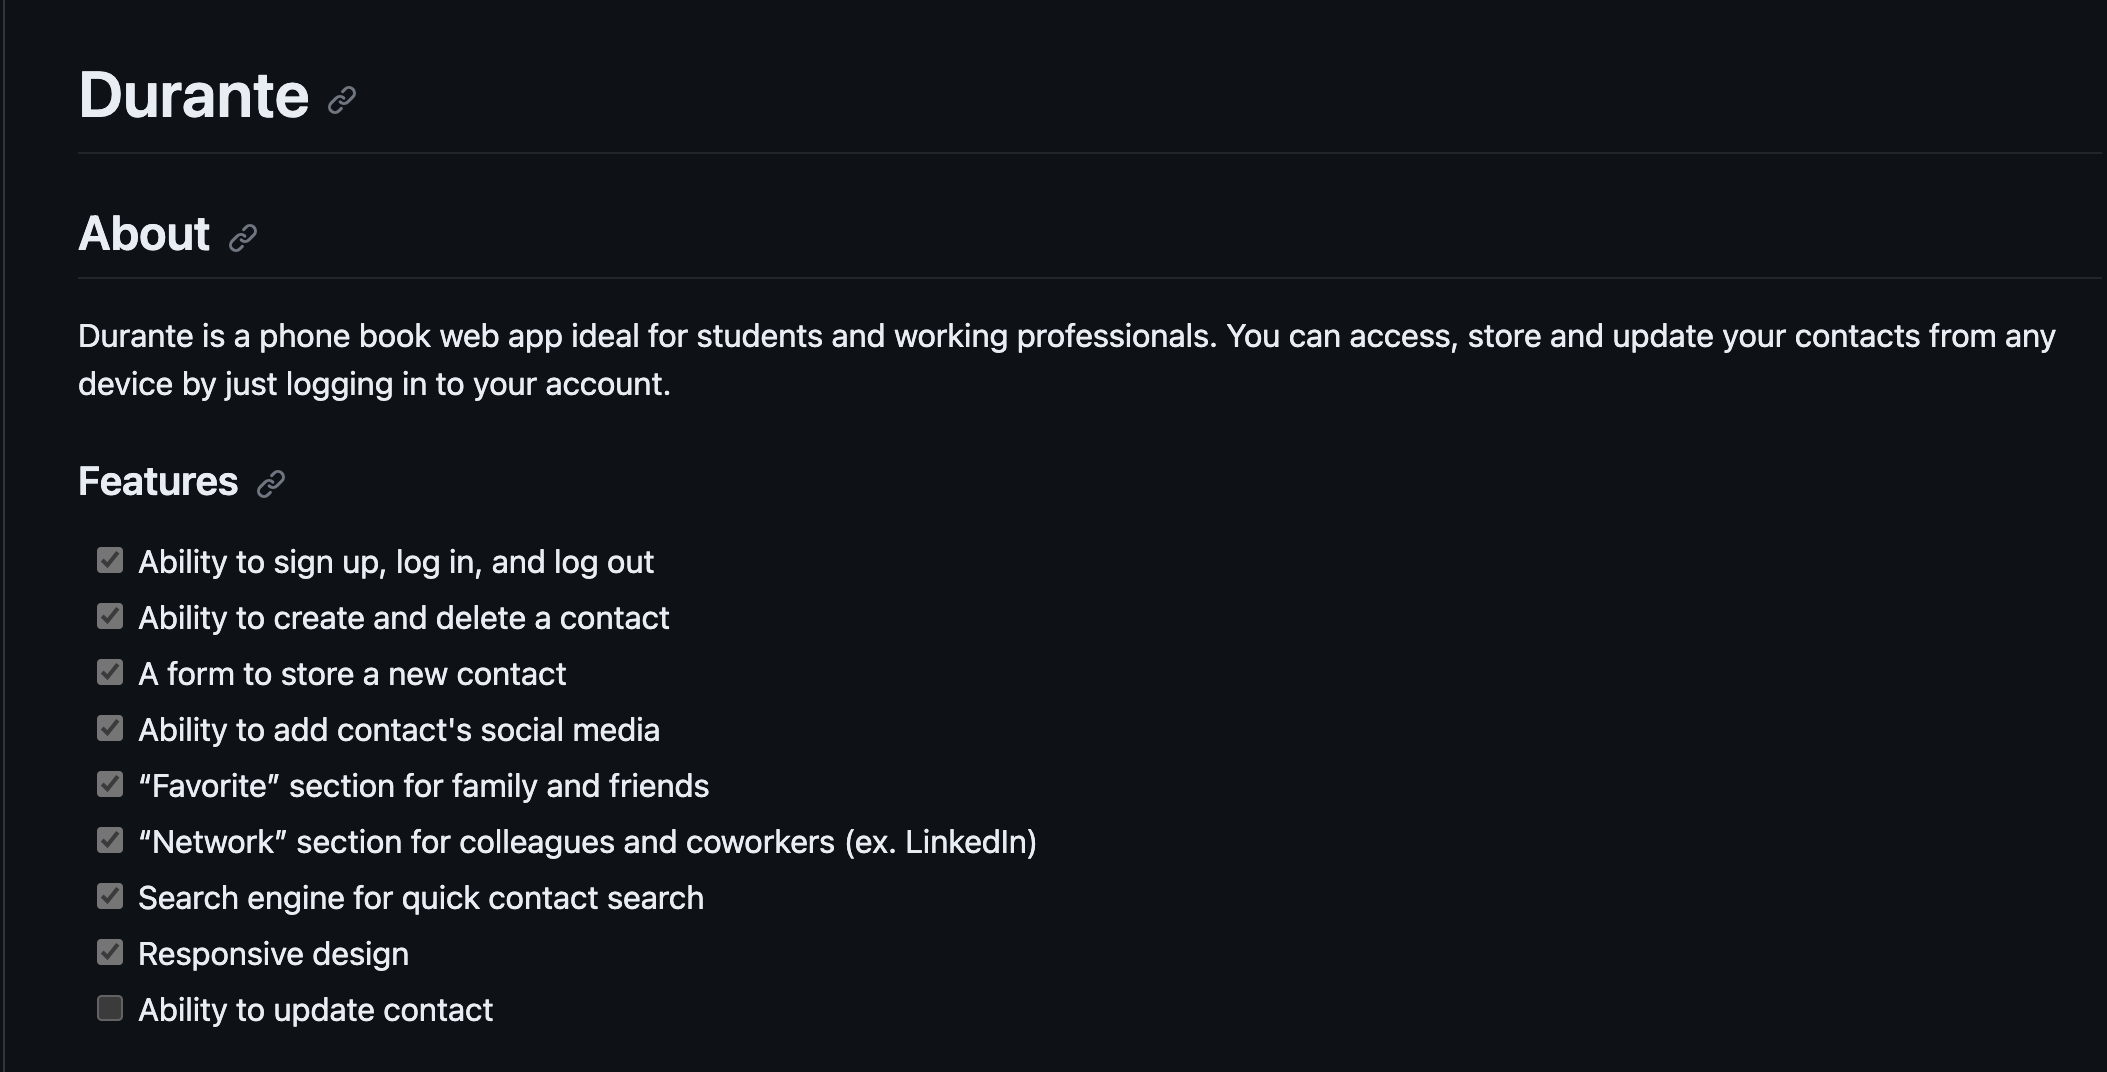 Durante
About
Durante is a phone book web app ideal for students and working professionals. You can access, store and update your contacts from any
device by just logging in to your account.
Features
Ability to sign up, log in, and log out
Ability to create and delete a contact
A form to store a new contact
Ability to add contact's social media
“Favorite” section for family and friends
“Network” section for colleagues and coworkers (ex. LinkedIn)
Search engine for quick contact search
Responsive design
Ability to update contact